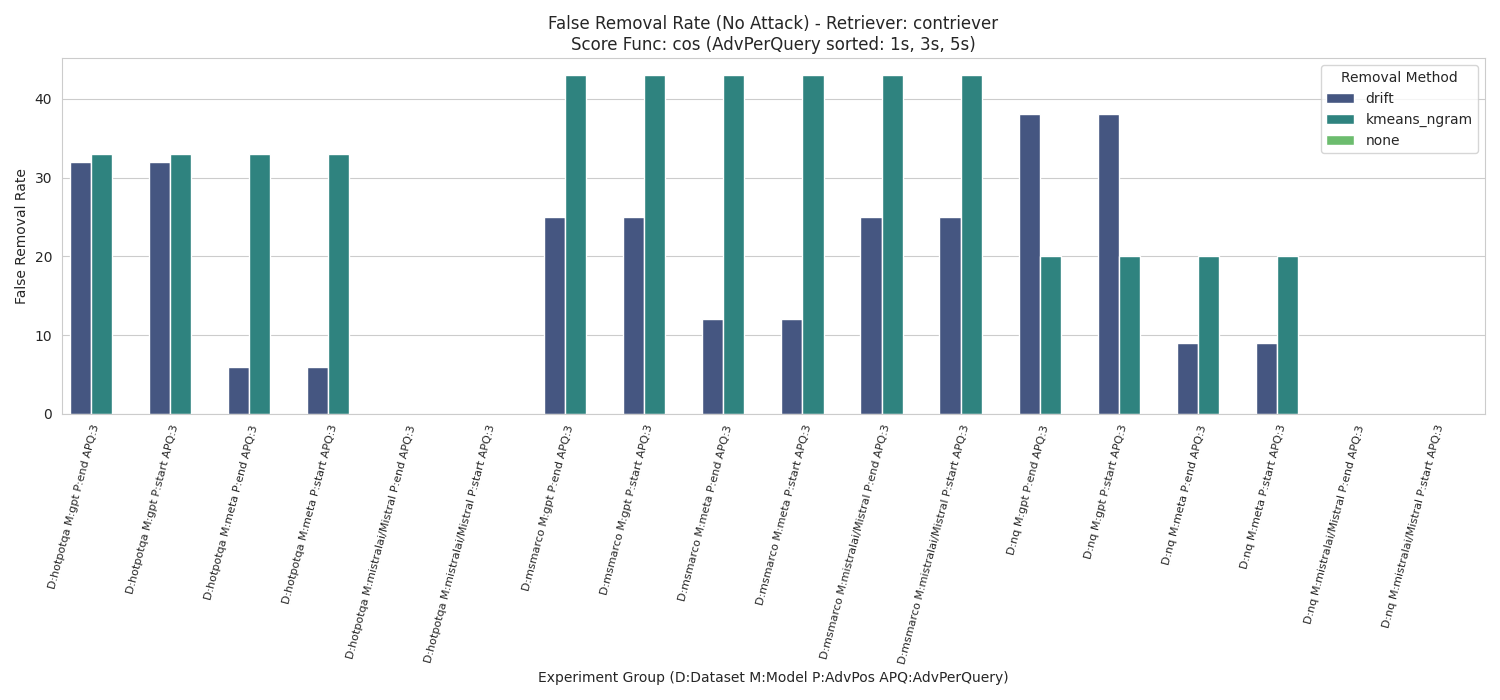 False Removal Rate (No Attack) - Retriever: contriever
Score Func: cos (AdvPerQuery sorted: 1s, 3s, 5s)
Removal Method
drift
kmeans_ngram
none
False Removal Rate
40
30
20
10
0
D:hotpotqa M:gpt P:end APQ:3
D:hotpotqa M:gpt P:start APQ:3
D:hotpotqa M:meta P:end APQ:3
D:hotpotqa M:meta P:start APQ:3
D:hotpotqa M:mistralai/Mistral P:end APQ:3
D:hotpotqa M:mistralai/Mistral P:start APQ:3
D:msmarco M:gpt P:end APQ:3
D:msmarco M:gpt P:start APQ:3
D:msmarco M:meta P:end APQ:3
D:msmarco M:meta P:start APQ:3
D:msmarco M:mistralai/Mistral P:end APQ:3
D:msmarco M:mistralai/Mistral P:start APQ:3
D:nq M:gpt P:end APQ:3
D:nq M:gpt P:start APQ:3
D:nq M:meta P:end APQ:3
D:nq M:meta P:start APQ:3
D:nq M:mistralai/Mistral P:end APQ:3
D:nq M:mistralai/Mistral P:start APQ:3
Experiment Group (D:Dataset M:Model P:AdvPos APQ:AdvPerQuery)